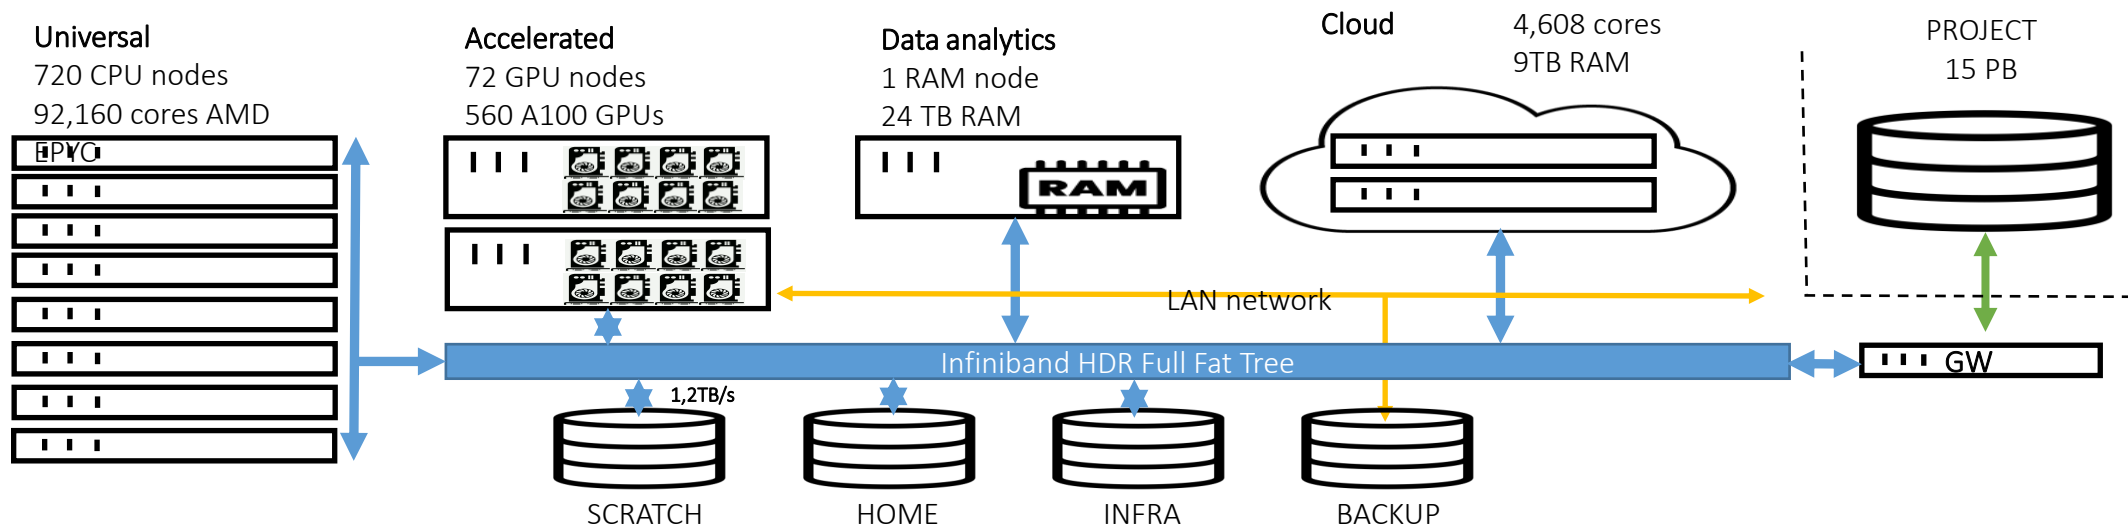 Universal
720 CPU nodes
92,160 cores AMD
EPYC
Accelerated
72 GPU nodes
560 A100 GPUs
Data analytics
1 RAM node
24 TB RAM
RAM
Cloud
4,608 cores
9TB RAM
PROJECT
15 PB
LAN network
Infiniband HDR Full Fat Tree
GW
1,2TB/s
SCRATCH
HOME
INFRA
BACKUP